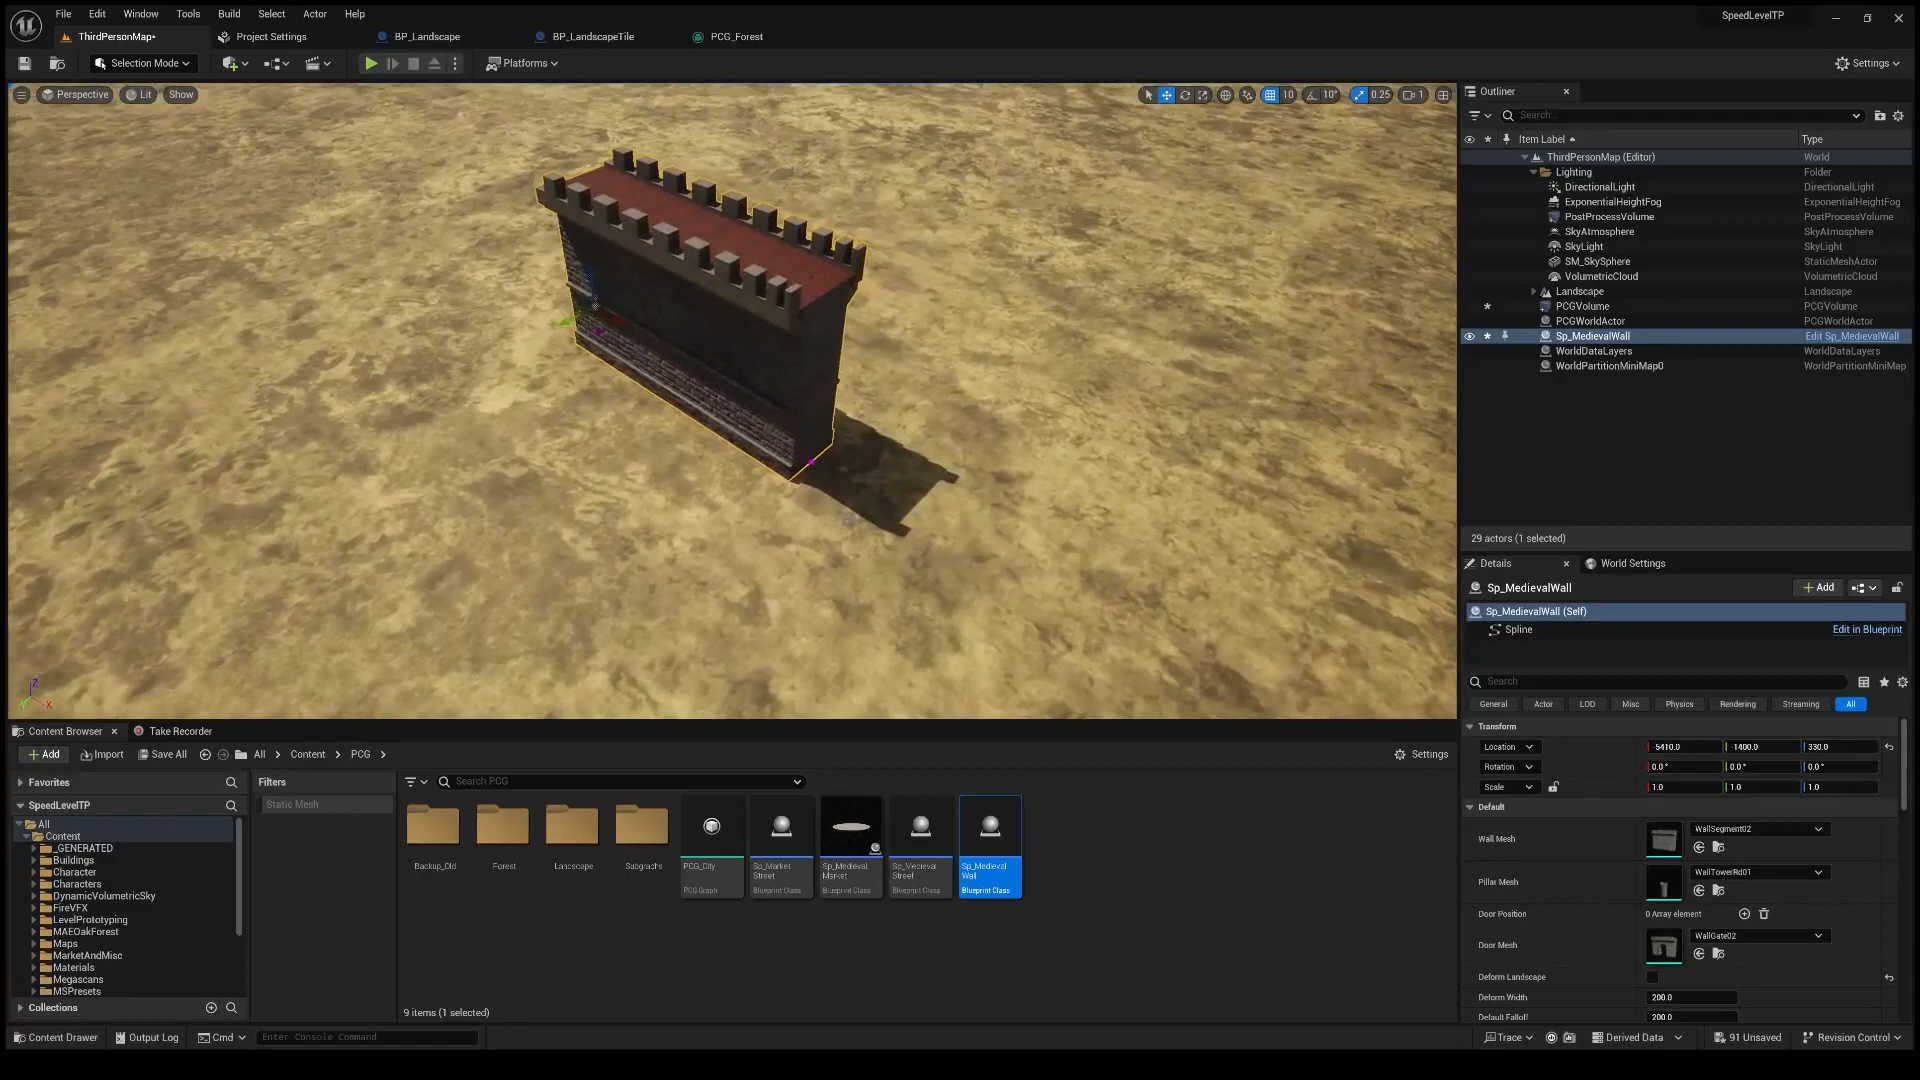 File Edit Window Tools Build Select Actor Help
SpeedLevelTP
ThirdPersonMap•
Project Settings
BP_Landscape
BP_LandscapeTile
PCG_Forest
Selection Mode
Platforms
Settings
Perspective
Lit
Show
10
10°
0.25
1
Outliner
Search...
Item Label
Type
ThirdPersonMap (Editor) World
Lighting Folder
DirectionalLight DirectionalLight
ExponentialHeightFog ExponentialHeightFog
PostProcessVolume PostProcessVolume
SkyAtmosphere SkyAtmosphere
SkyLight SkyLight
SM_SkySphere StaticMeshActor
VolumetricCloud VolumetricCloud
Landscape Landscape
PCGVolume PCGVolume
PCGWorldActor PCGWorldActor
Sp_MedievalWall Edit Sp_MedievalWall
WorldDataLayers WorldDataLayers
WorldPartitionMiniMap0 WorldPartitionMiniMap
29 actors (1 selected)
Details
World Settings
Sp_MedievalWall
Add
Sp_MedievalWall (Self)
Spline
Edit in Blueprint
Search
General Actor LOD Misc Physics Rendering Streaming All
Transform
Location -5410.0 -1400.0 330.0
Rotation 0.0° 0.0° 0.0°
Scale 1.0 1.0 1.0
Default
Wall Mesh WallSegment02
Pillar Mesh WallTowerRd01
Door Position 0 Array element
Door Mesh WallGate02
Deform Landscape
Deform Width 200.0
Default Falloff 200.0
Z
Y
X
Content Browser
Take Recorder
Add
Import
Save All
All
Content
PCG
Settings
Favorites
SpeedLevelTP
All
Content
_GENERATED
Buildings
Character
Characters
DynamicVolumetricSky
FireVFX
LevelPrototyping
MAEOakForest
Maps
MarketAndMisc
Materials
Megascans
MSPresets
Collections
Filters
Static Mesh
Search PCG
Backup_Old
Forest
Landscape
Subgraphs
PCG_City
PCG Graph
Sp_Market
Street
Blueprint Class
Sp_Medieval
Market
Blueprint Class
Sp_Medieval
Street
Blueprint Class
Sp_Medieval
Wall
Blueprint Class
9 items (1 selected)
Content Drawer
Output Log
Cmd
Enter Console Command
Trace
Derived Data
91 Unsaved
Revision Control